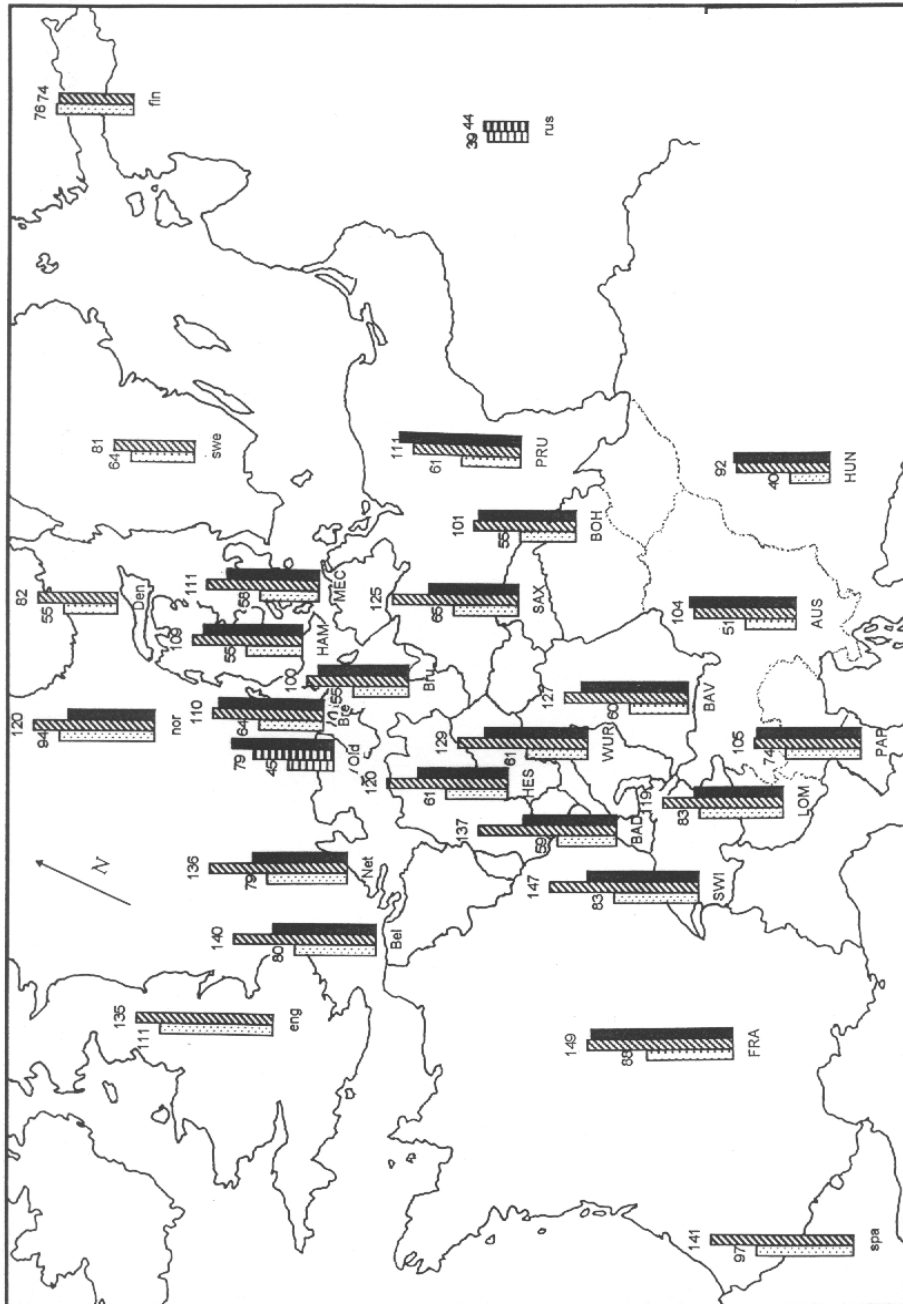 76 74
fin
39 44
rus
81
64
swe
111
61
PRU
92
40
HUN
101
55
BOH
82
55
Den
111
58
MEC
125
65
SAX
104
51
AUS
109
55
HAM
100
55
Bru
127
60
BAV
120
94
nor
110
64
Bre
129
61
WUR
105
74
PAP
79
45
Old
120
61
HES
119
83
LOM
137
59
BAD
136
79
Net
147
83
SWI
N
140
80
Bel
135
111
eng
149
88
FRA
141
97
spa